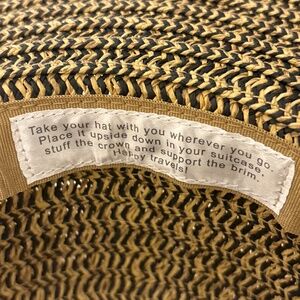 Take your hat with you wherever you go.
Place it upside down in your suitcase,
stuff the crown and support the brim.
Happy travels!